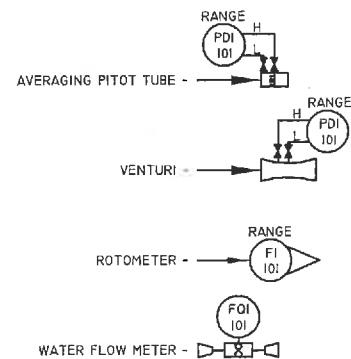 RANGE
H
PDI
101
L
AVERAGING PITOT TUBE -
RANGE
H
PDI
101
L
VENTURI -
RANGE
FI
101
ROTOMETER -
FQI
101
WATER FLOW METER -